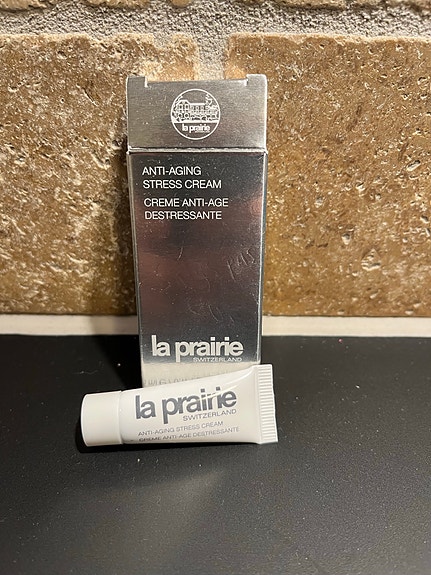 la prairie
ANTI-AGING
STRESS CREAM
CREME ANTI-AGE
DESTRESSANTE
la prairie
SWITZERLAND
la prairie
SWITZERLAND
ANTI-AGING STRESS CREAM
CREME ANTI-AGE DESTRESSANTE